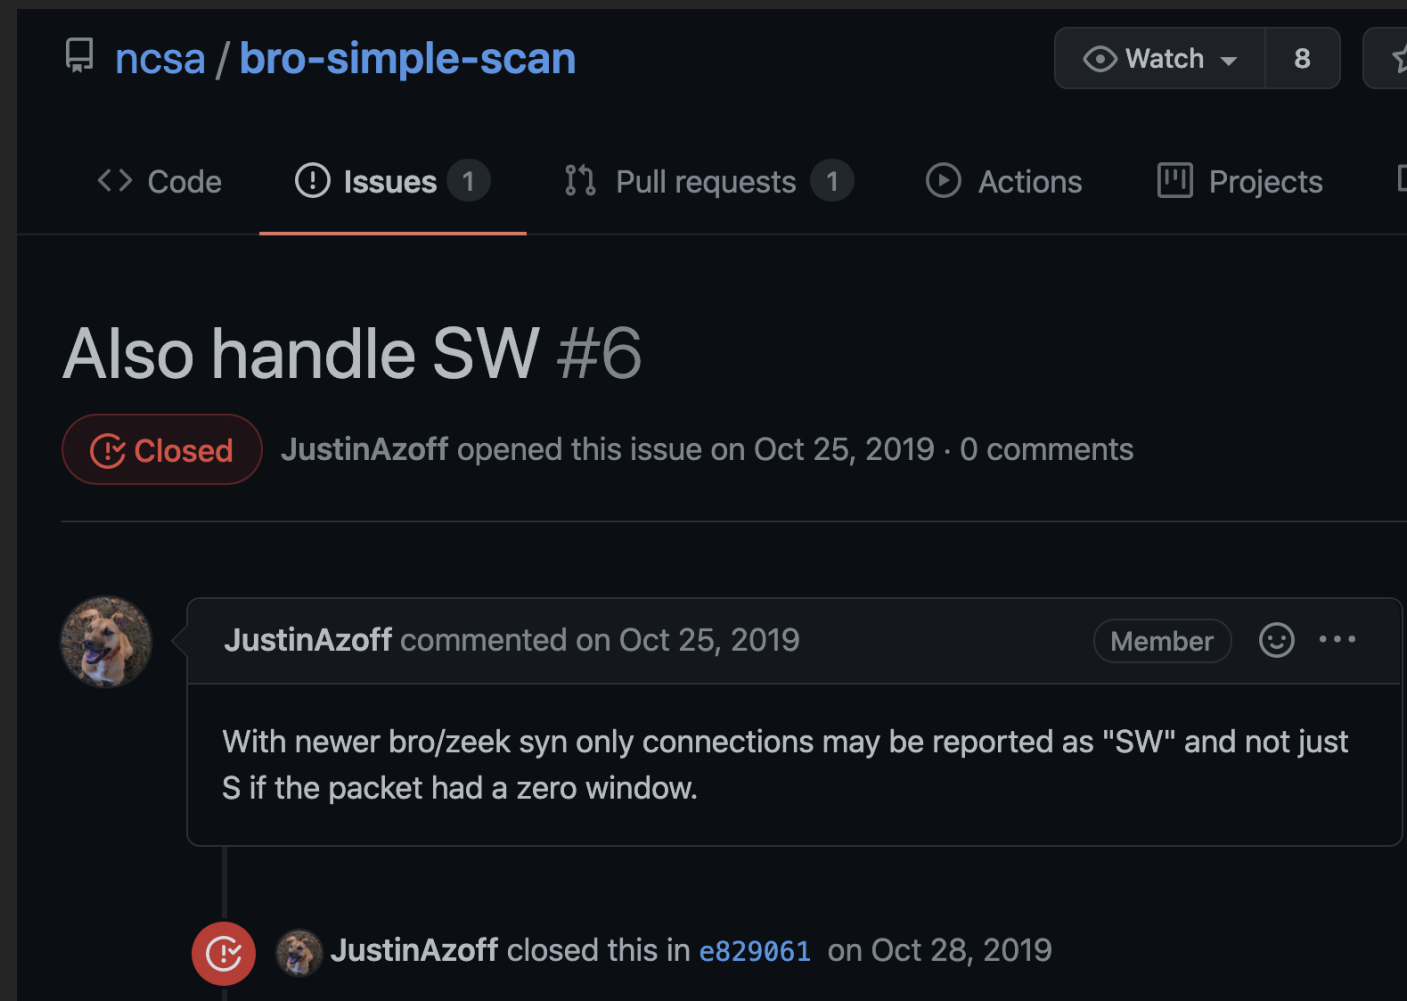 ncsa / bro-simple-scan Watch 8
Code Issues 1 Pull requests 1 Actions Projects
Also handle SW #6
Closed JustinAzoff opened this issue on Oct 25, 2019 · 0 comments
JustinAzoff commented on Oct 25, 2019 Member
With newer bro/zeek syn only connections may be reported as "SW" and not just
S if the packet had a zero window.
JustinAzoff closed this in e829061 on Oct 28, 2019